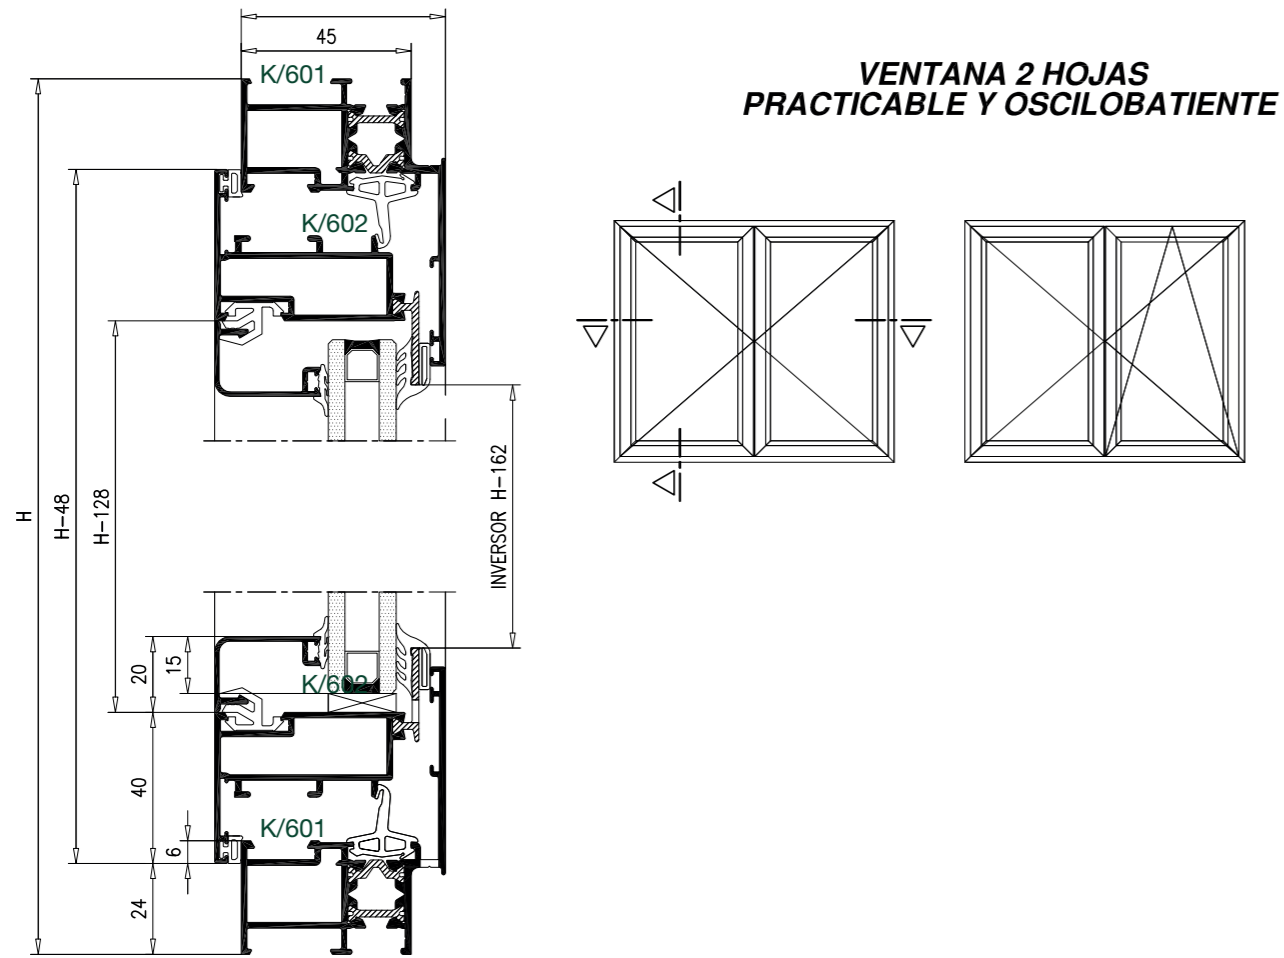 45
K/601
VENTANA 2 HOJAS
PRACTICABLE Y OSCILOBATIENTE
K/602
H
H-48
H-128
INVERSOR H-162
20
15
K/602
40
K/601
6
24